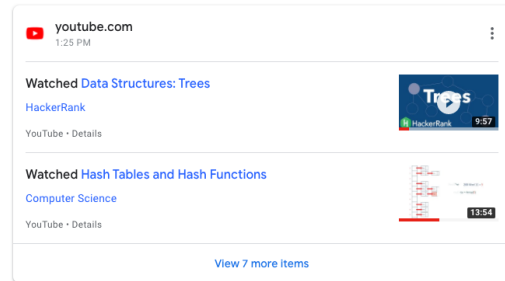 youtube.com
1:25 PM
Watched Data Structures: Trees
HackerRank
YouTube • Details
Trees
HackerRank
9:57
Watched Hash Tables and Hash Functions
Computer Science
YouTube • Details
13:54
View 7 more items